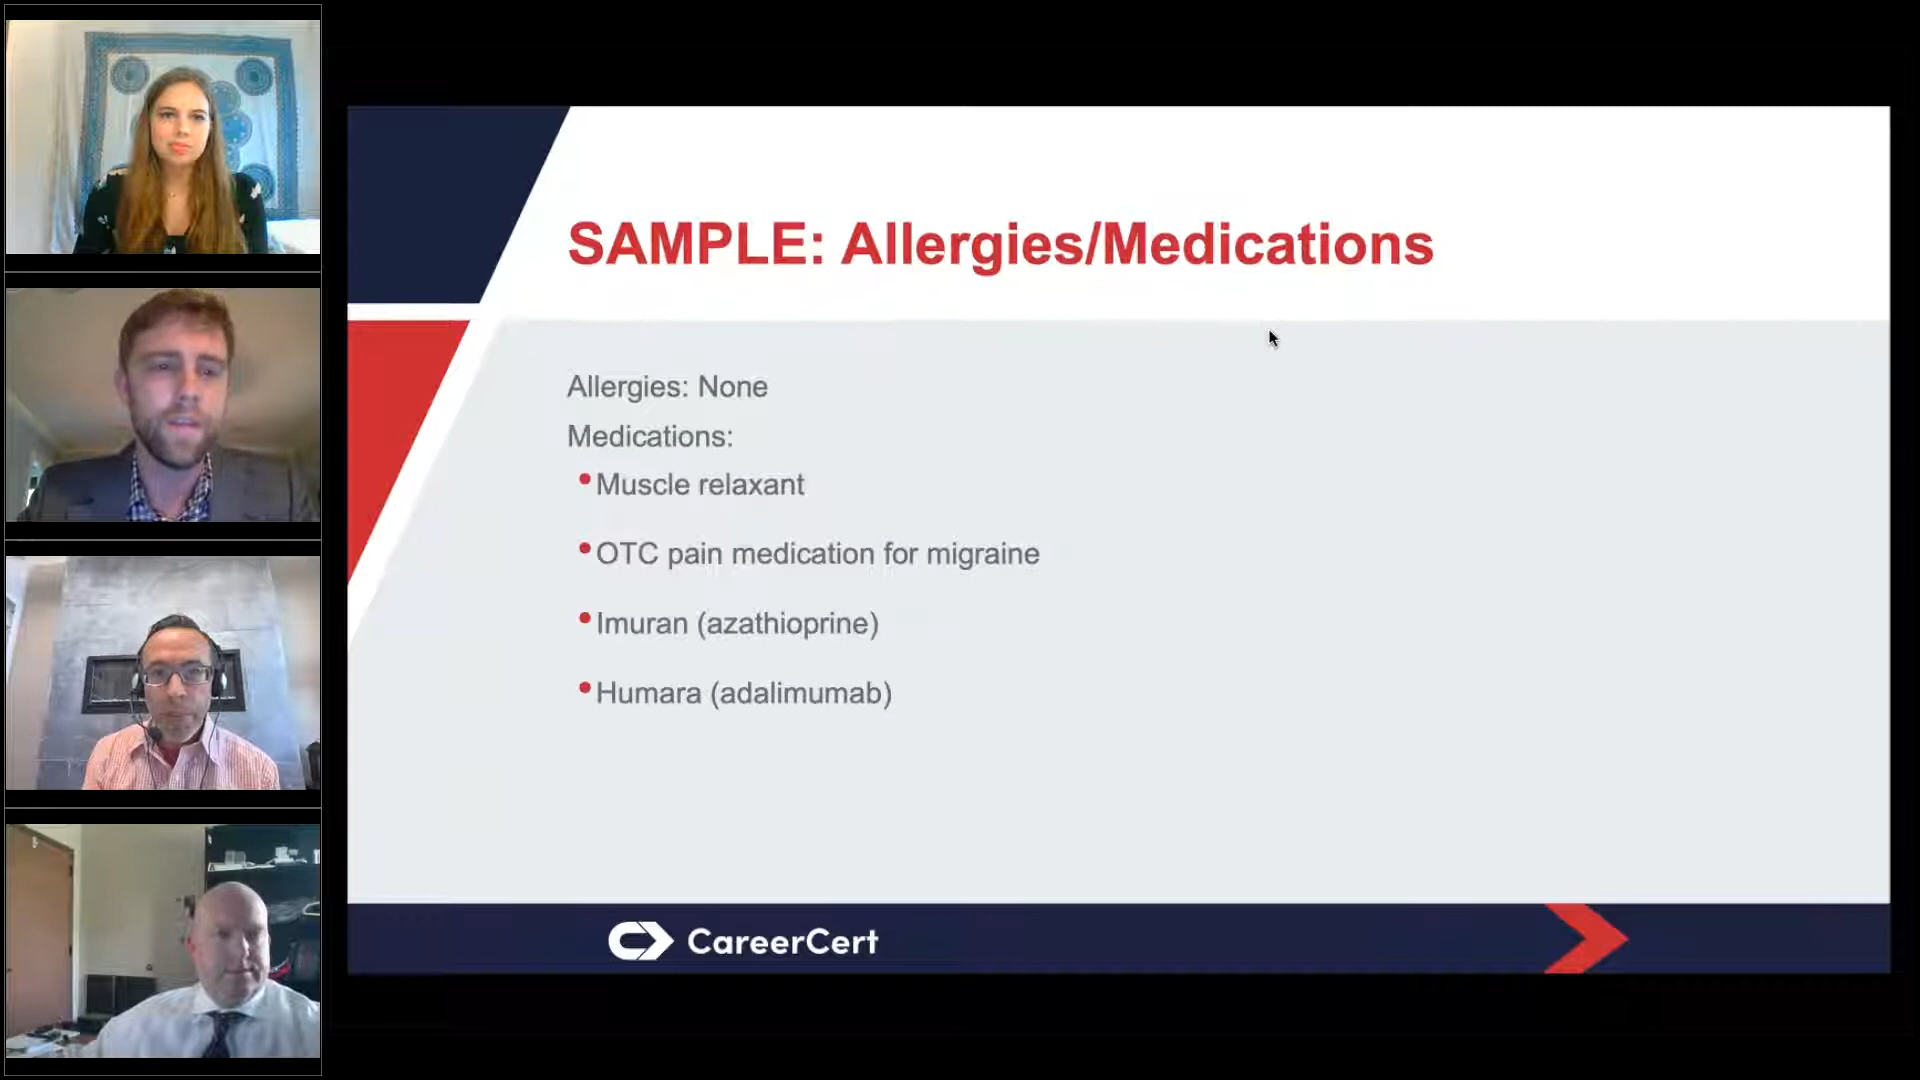 SAMPLE: Allergies/Medications
Allergies: None
Medications:
Muscle relaxant
OTC pain medication for migraine
Imuran (azathioprine)
Humara (adalimumab)
CareerCert